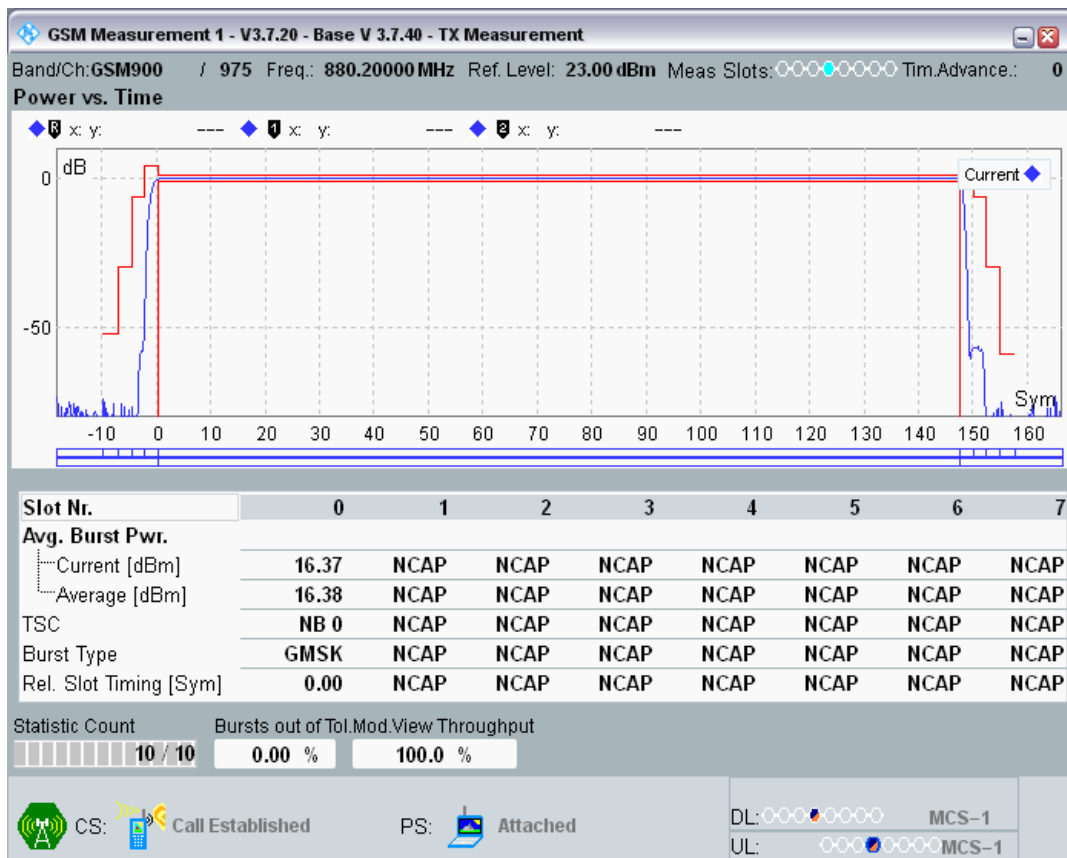 GSM Measurement 1 - V3.7.20 - Base V 3.7.40 - TX Measurement
Band/Ch:GSM900 / 975 Freq.: 880.20000 MHz Ref. Level: 23.00 dBm Meas Slots: Tim.Advance.: 0
Power vs. Time
R x: y: --- 1 x: y: --- 2 x: y: ---
dB
Current
0
-50
Sym
-10 0 10 20 30 40 50 60 70 80 90 100 110 120 130 140 150 160
Slot Nr. 0 1 2 3 4 5 6 7
Avg. Burst Pwr.
Current [dBm] 16.37 NCAP NCAP NCAP NCAP NCAP NCAP NCAP
Average [dBm] 16.38 NCAP NCAP NCAP NCAP NCAP NCAP NCAP
TSC NB 0 NCAP NCAP NCAP NCAP NCAP NCAP NCAP
Burst Type GMSK NCAP NCAP NCAP NCAP NCAP NCAP NCAP
Rel. Slot Timing [Sym] 0.00 NCAP NCAP NCAP NCAP NCAP NCAP NCAP
Statistic Count Bursts out of Tol.Mod.View Throughput
10 / 10 0.00 % 100.0 %
CS: Call Established PS: Attached
DL: MCS-1
UL: MCS-1